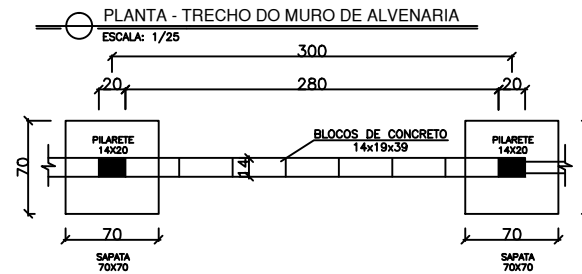 PLANTA - TRECHO DO MURO DE ALVENARIA
ESCALA: 1/25
300
20
280
20
PILARETE
14X20
BLOCOS DE CONCRETO
14x19x39
PILARETE
14X20
70
14
70
70
SAPATA
70X70
SAPATA
70X70